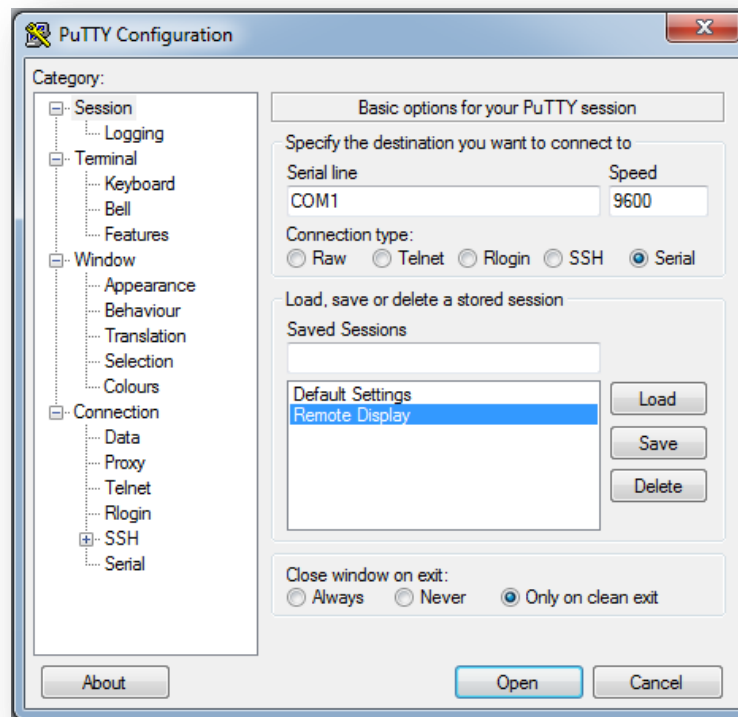 PuTTY Configuration
Category:
Session
Logging
Terminal
Keyboard
Bell
Features
Window
Appearance
Behaviour
Translation
Selection
Colours
Connection
Data
Proxy
Telnet
Rlogin
SSH
Serial
Basic options for your PuTTY session
Specify the destination you want to connect to
Serial line Speed
COM1 9600
Connection type:
Raw Telnet Rlogin SSH Serial
Load, save or delete a stored session
Saved Sessions
Default Settings
Remote Display
Load
Save
Delete
Close window on exit:
Always Never Only on clean exit
About Open Cancel